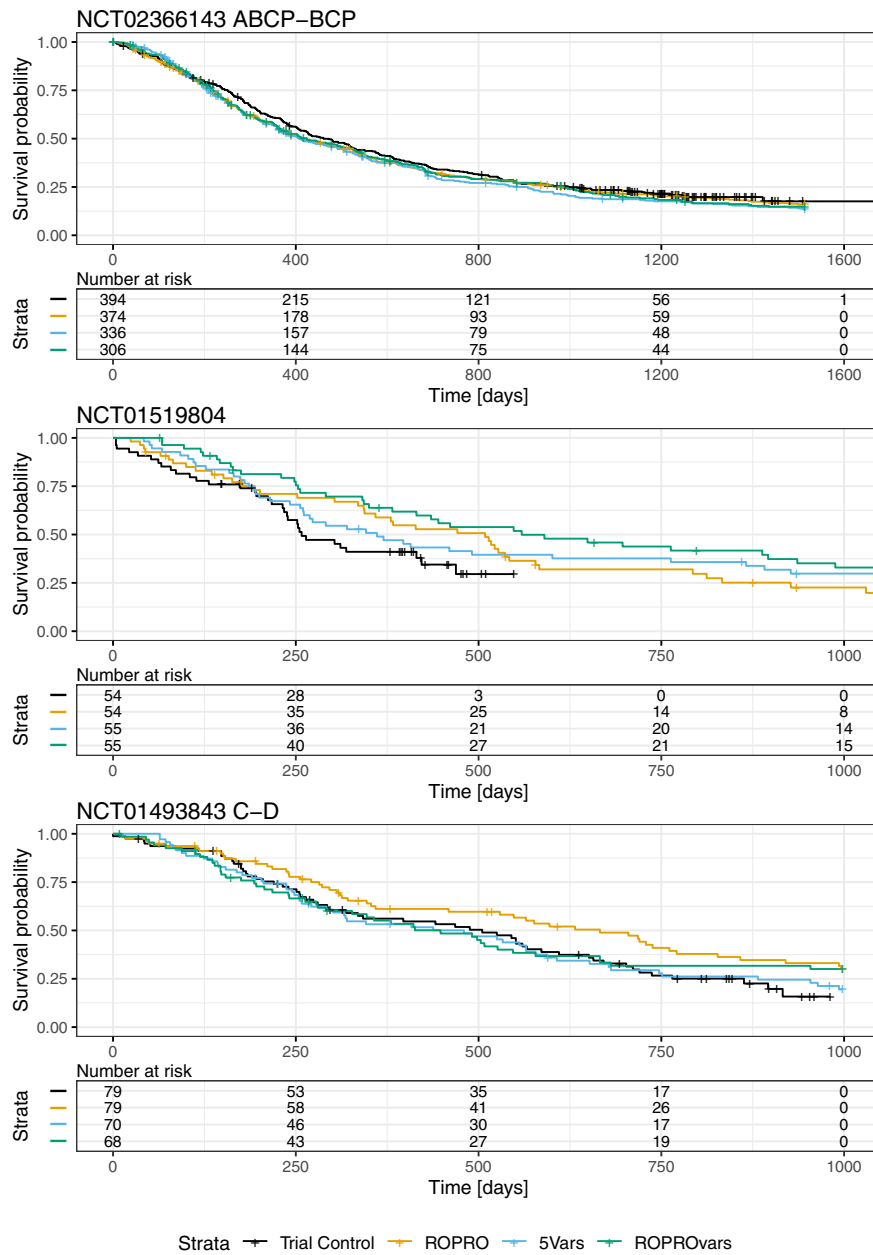 NCT02366143 ABCP−BCP
Survival probability
1.00
0.75
0.50
0.25
0.00
0 400 800 1200 1600
Number at risk
Strata
394 215 121 56 1
374 178 93 59 0
336 157 79 48 0
306 144 75 44 0
0 400 800 1200 1600
Time [days]
NCT01519804
Survival probability
1.00
0.75
0.50
0.25
0.00
0 250 500 750 1000
Number at risk
Strata
54 28 3 0 0
54 35 25 14 8
55 36 21 20 14
55 40 27 21 15
0 250 500 750 1000
Time [days]
NCT01493843 C−D
Survival probability
1.00
0.75
0.50
0.25
0.00
0 250 500 750 1000
Number at risk
Strata
79 53 35 17 0
79 58 41 26 0
70 46 30 17 0
68 43 27 19 0
0 250 500 750 1000
Time [days]
Strata Trial Control ROPRO 5Vars ROPROvars